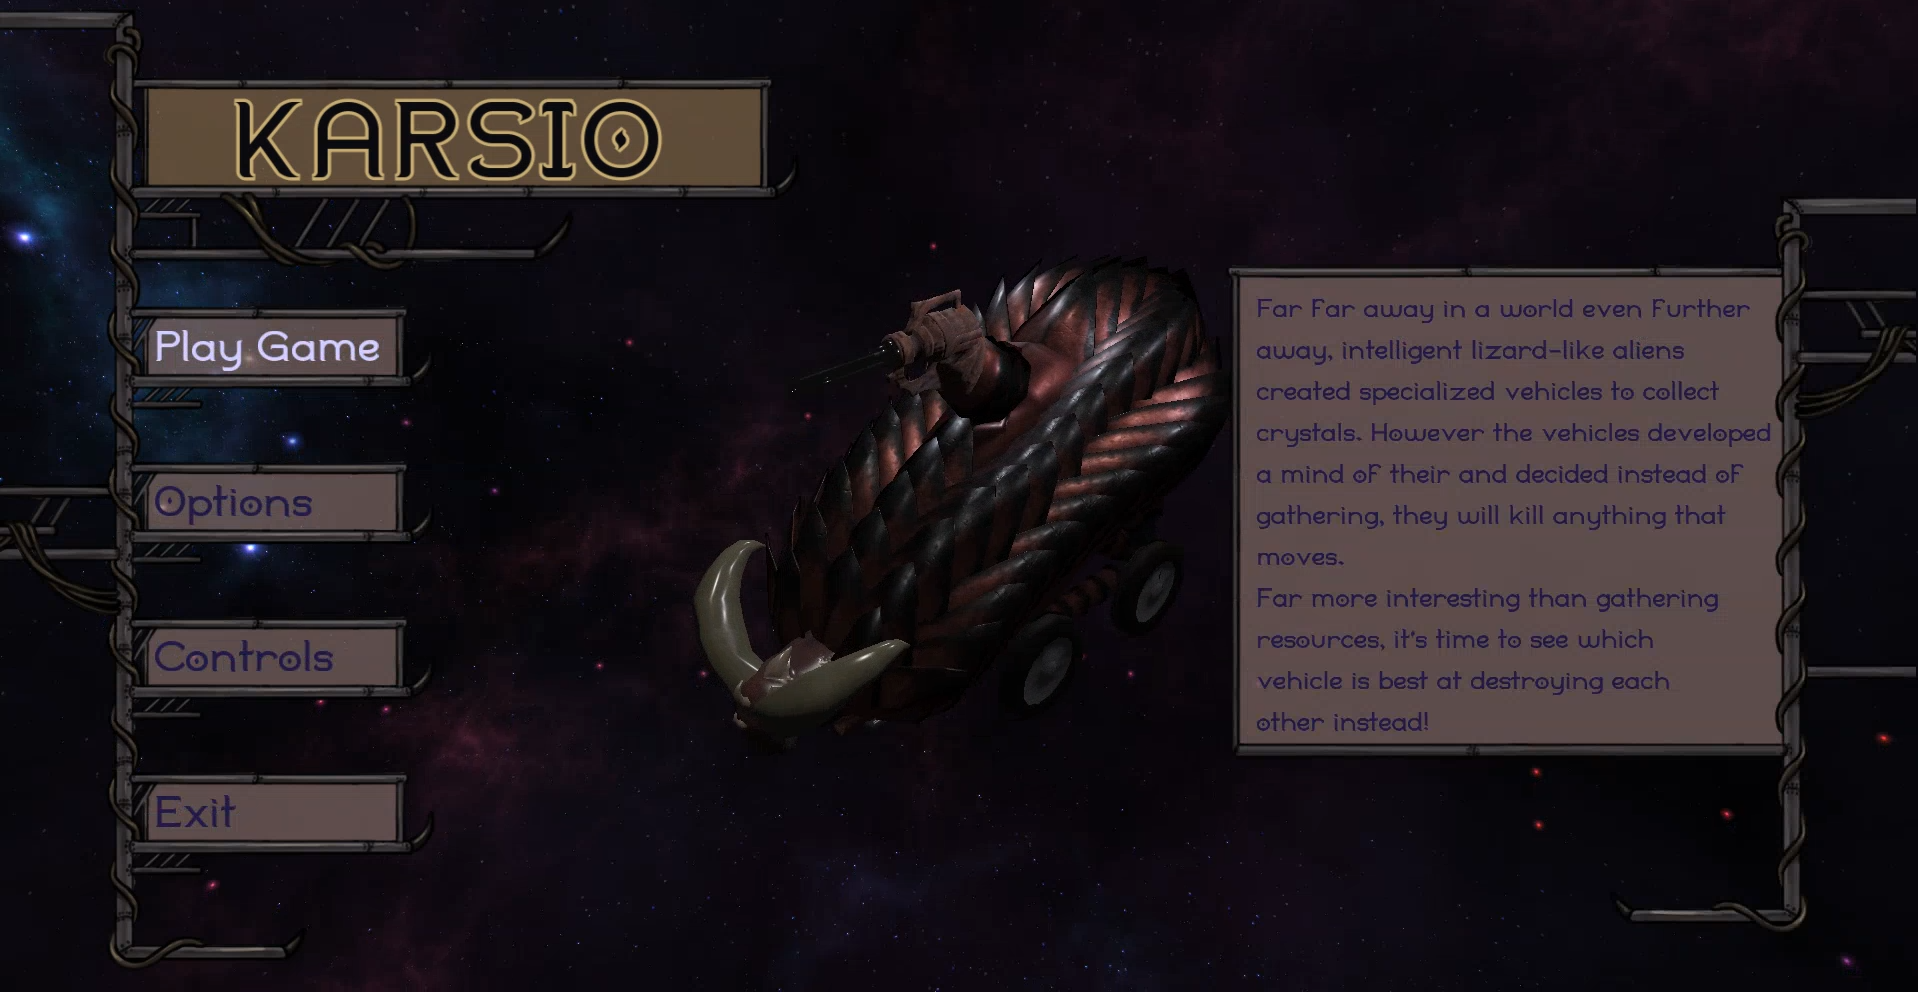 KARSIO
Play Game
Options
Controls
Exit
Far Far away in a world even Further
away, intelligent lizard-like aliens
created specialized vehicles to collect
crystals. However the vehicles developed
a mind oF their and decided instead oF
gathering, they will kill anything that
moves.
Far more interesting than gathering
resources, it's time to see which
vehicle is best at destroying each
other instead!